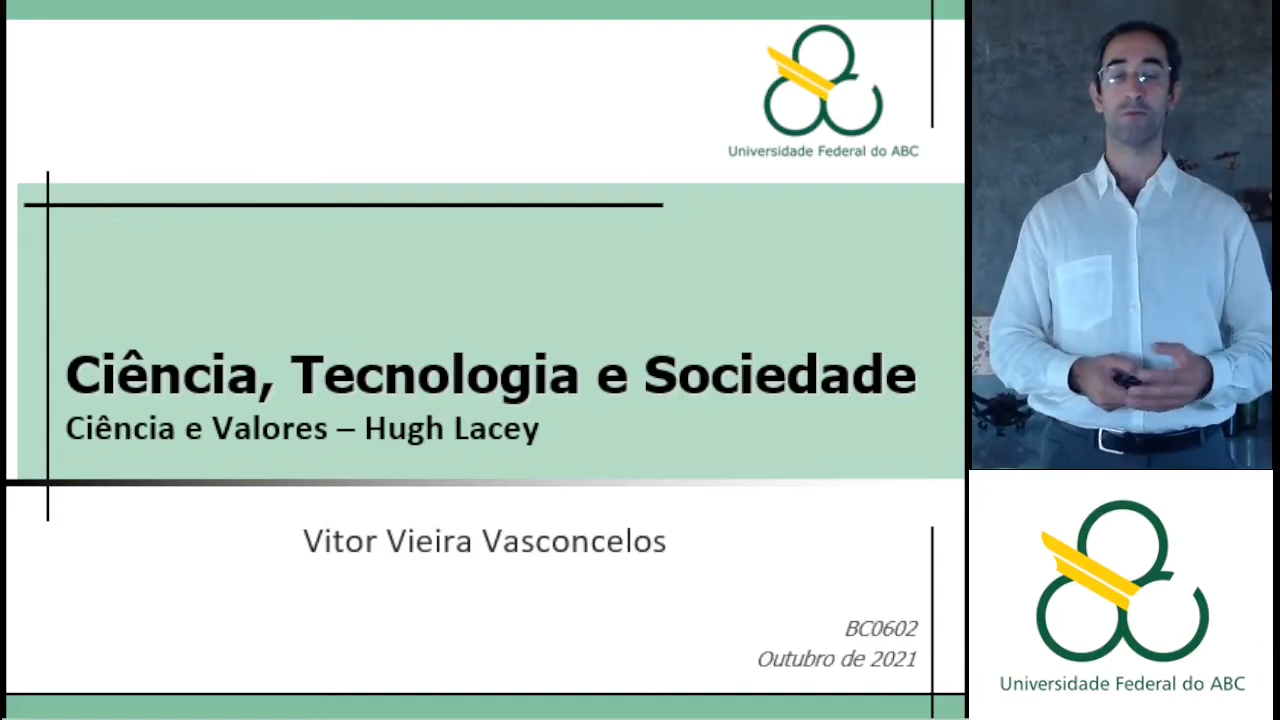 Universidade Federal do ABC
Ciência, Tecnologia e Sociedade
Ciência e Valores – Hugh Lacey
Vitor Vieira Vasconcelos
BC0602
Outubro de 2021
Universidade Federal do ABC